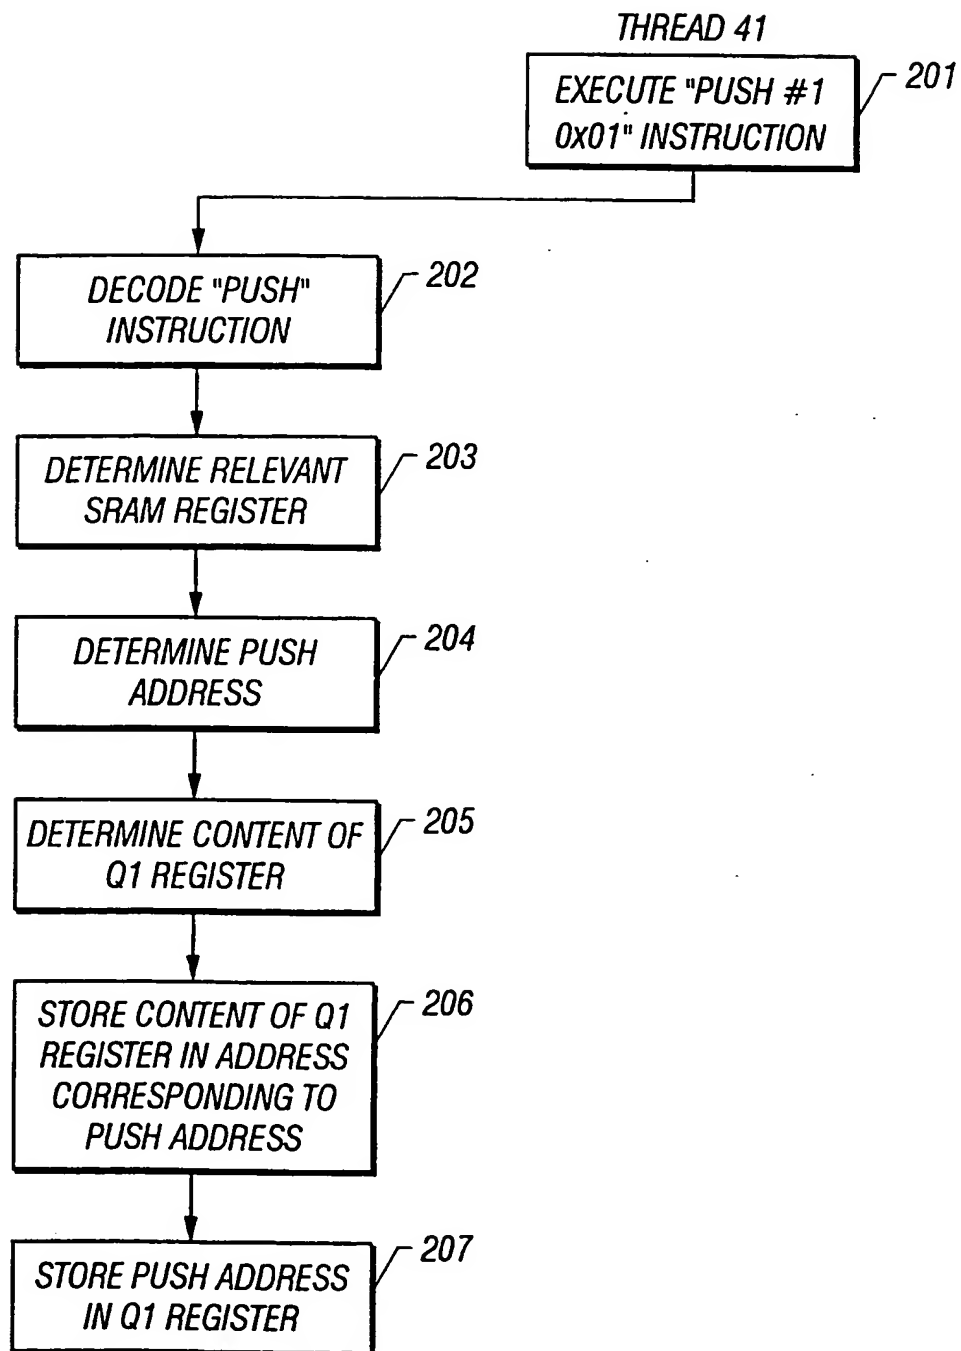 THREAD 41
EXECUTE "PUSH #1
0x01" INSTRUCTION
201
DECODE "PUSH"
INSTRUCTION
202
DETERMINE RELEVANT
SRAM REGISTER
203
DETERMINE PUSH
ADDRESS
204
DETERMINE CONTENT OF
Q1 REGISTER
205
STORE CONTENT OF Q1
REGISTER IN ADDRESS
CORRESPONDING TO
PUSH ADDRESS
206
STORE PUSH ADDRESS
IN Q1 REGISTER
207